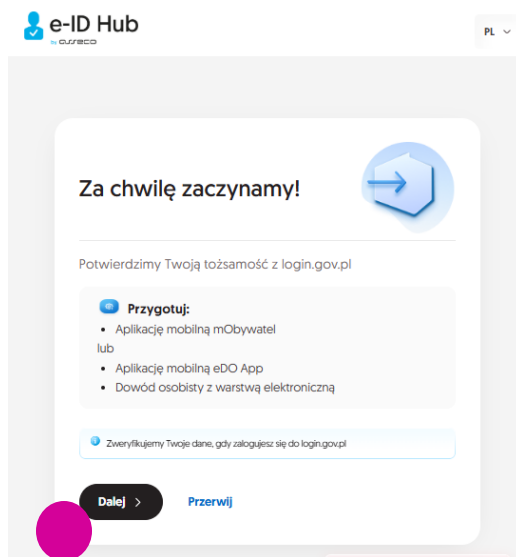 e-ID Hub
by asseco
PL
Za chwilę zaczynamy!
Potwierdzimy Twoją tożsamość z login.gov.pl
Przygotuj:
• Aplikację mobilną mObywatel
lub
• Aplikację mobilną eDO App
• Dowód osobisty z warstwą elektroniczną
Zweryfikujemy Twoje dane, gdy zalogujesz się do login.gov.pl
Dalej >
Przerwij